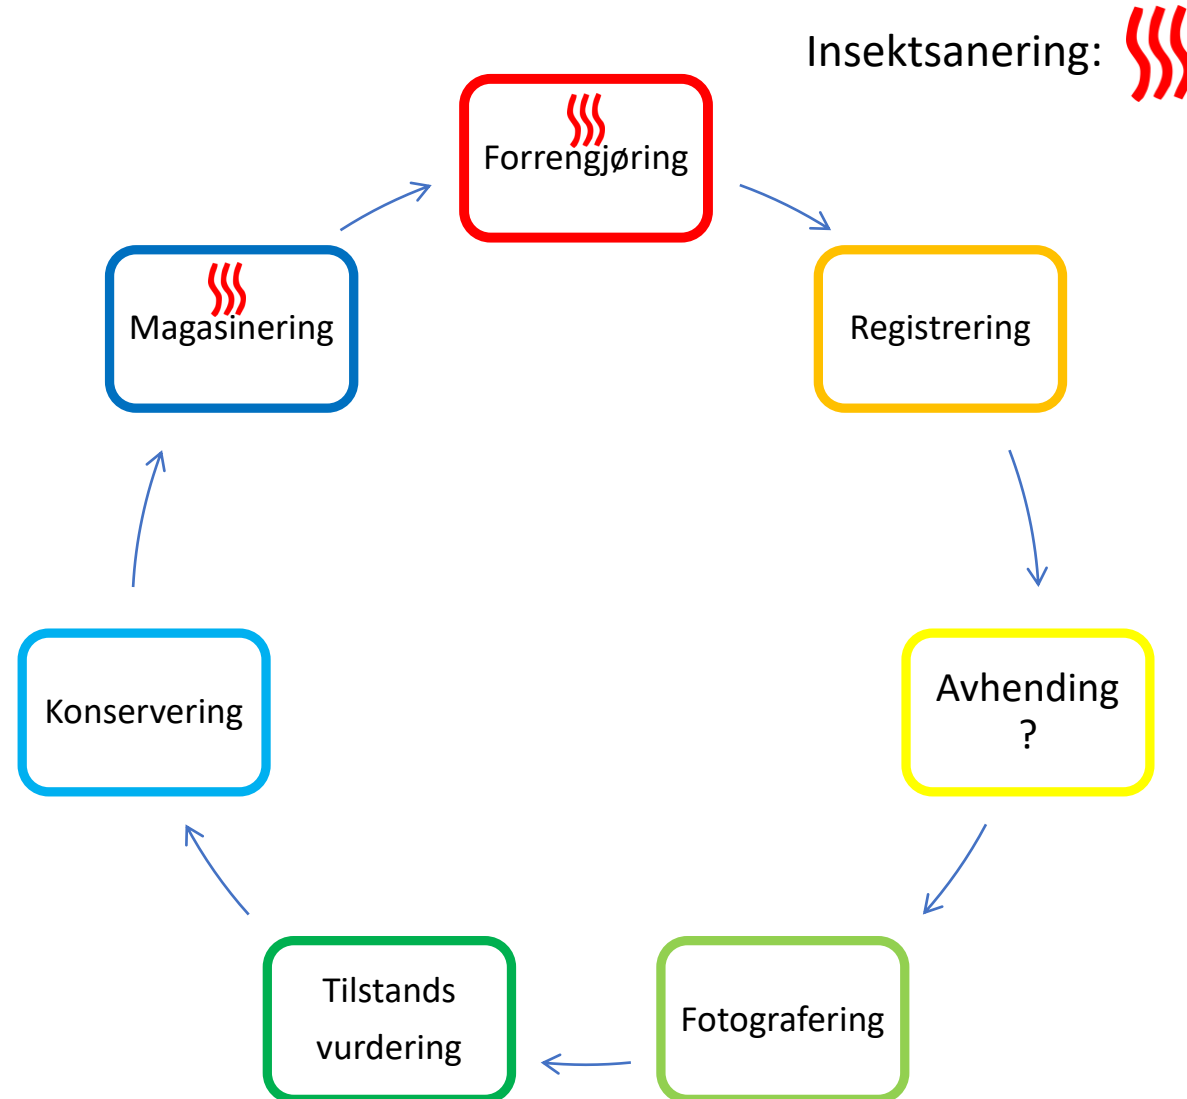 Insektsanering:
Forrengjøring
Registrering
Avhending
?
Fotografering
Tilstands
vurdering
Konservering
Magasinering